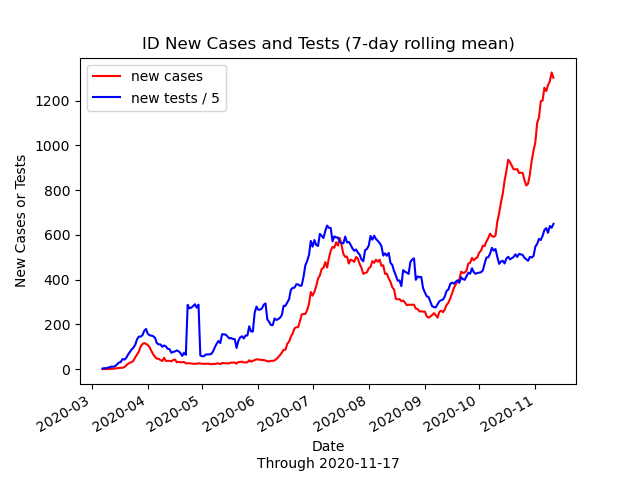 ID New Cases and Tests (7-day rolling mean)
new cases
new tests / 5
New Cases or Tests
1200
1000
800
600
400
200
0
2020-03
2020-04
2020-05
2020-06
2020-07
2020-08
2020-09
2020-10
2020-11
Date
Through 2020-11-17